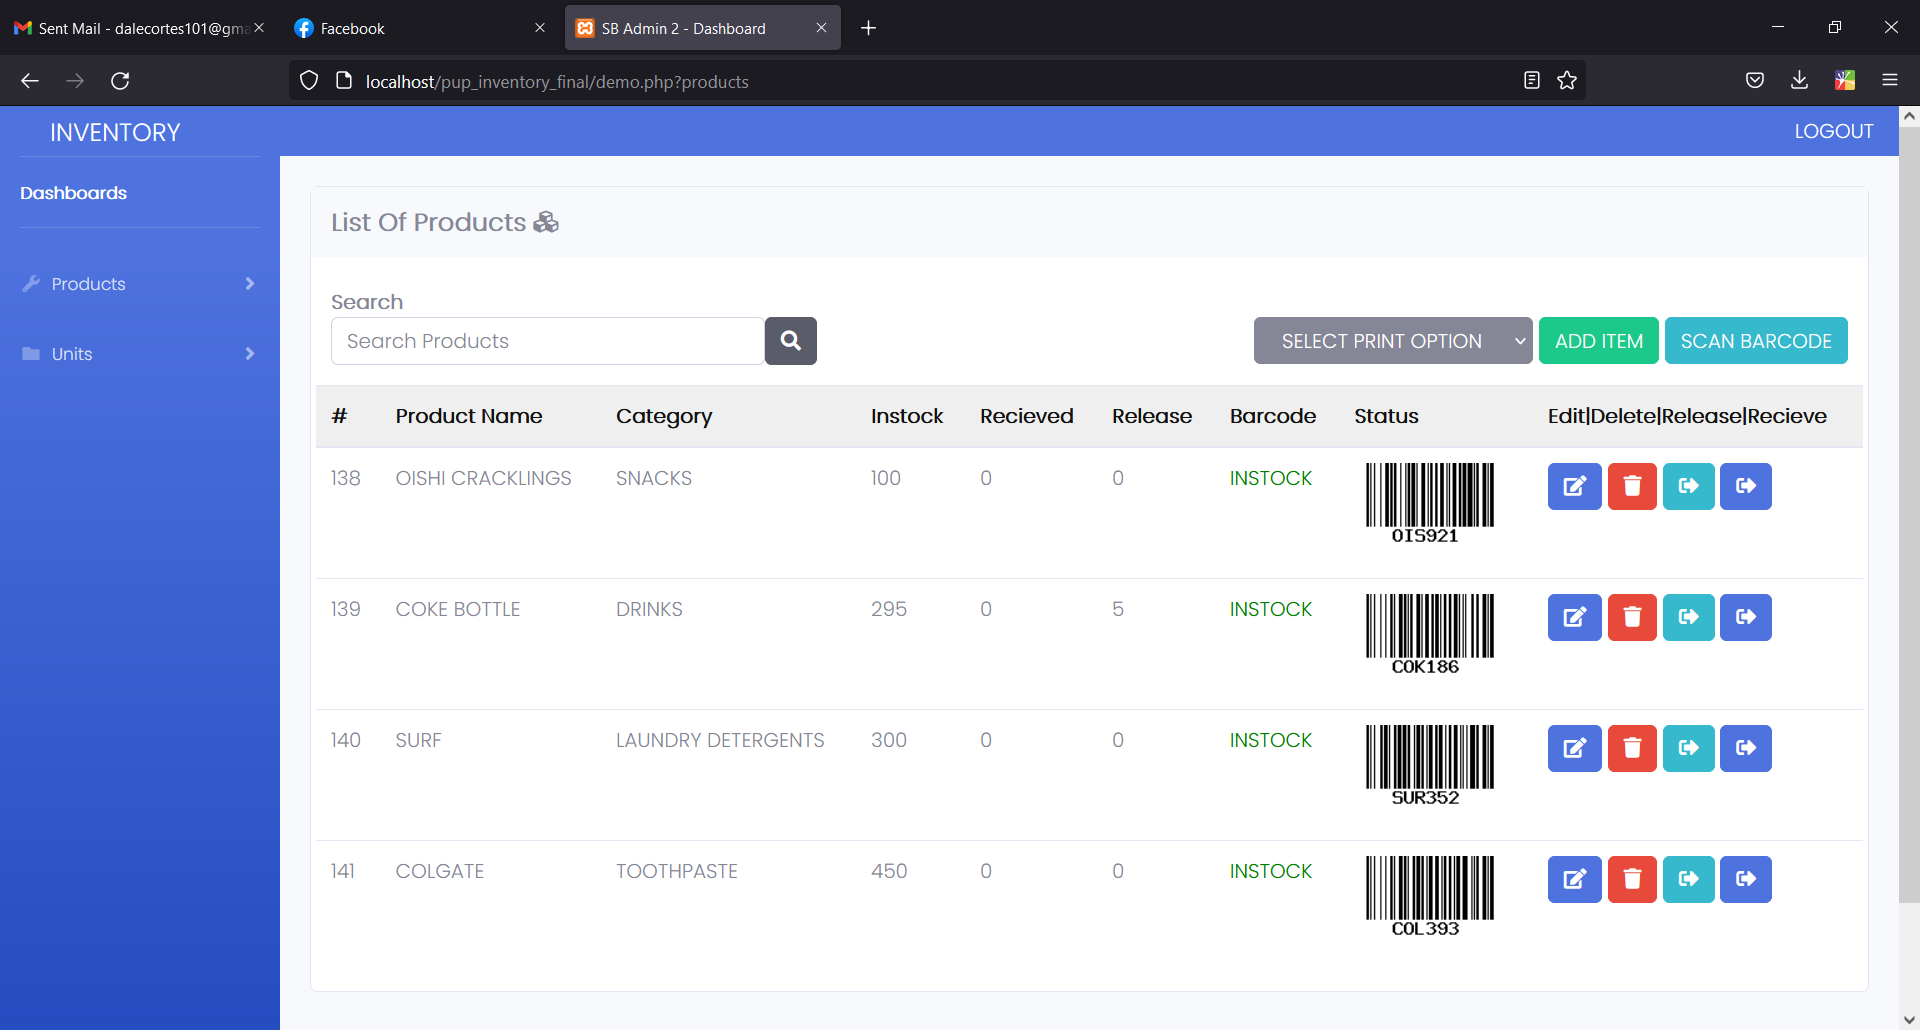 Sent Mail - dalecortes101@gma
Facebook
SB Admin 2 - Dashboard
localhost/pup_inventory_final/demo.php?products
INVENTORY
LOGOUT
Dashboards
Products
Units
List Of Products
Search
Search Products
SELECT PRINT OPTION
ADD ITEM
SCAN BARCODE
# Product Name Category Instock Recieved Release Barcode Status Edit|Delete|Release|Recieve
138 OISHI CRACKLINGS SNACKS 100 0 0 INSTOCK
OIS921
139 COKE BOTTLE DRINKS 295 0 5 INSTOCK
COK186
140 SURF LAUNDRY DETERGENTS 300 0 0 INSTOCK
SUR352
141 COLGATE TOOTHPASTE 450 0 0 INSTOCK
COL393